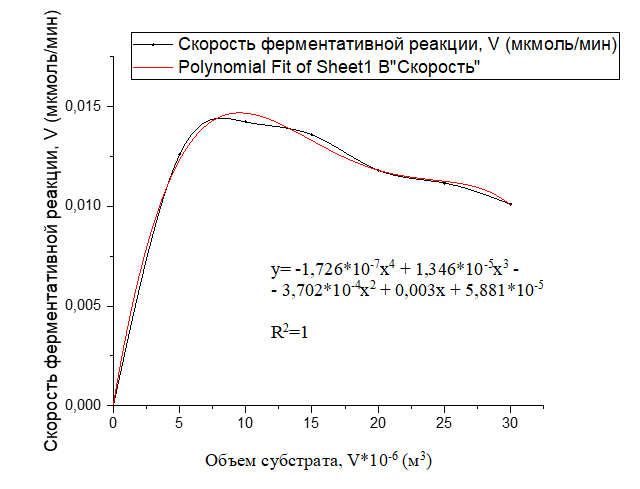 Скорость ферментативной реакции, V (мкмоль/мин)
Polynomial Fit of Sheet1 B"Скорость"
Скорость ферментативной реакции, V (мкмоль/мин)
0,015
0,010
0,005
0,000
y= -1,726*10⁻⁷x⁴ + 1,346*10⁻⁵x³ -
- 3,702*10⁻⁴x² + 0,003x + 5,881*10⁻⁵
R²=1
0 5 10 15 20 25 30
Объем субстрата, V*10⁻⁶ (м³)